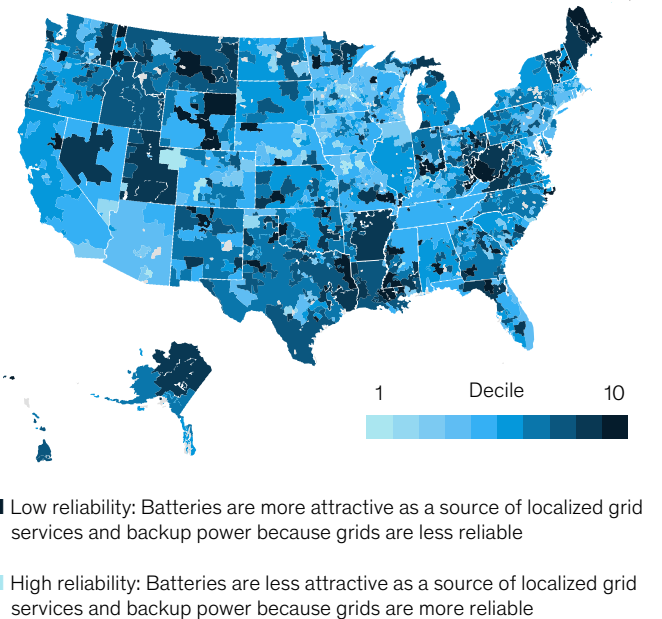 1 Decile 10
Low reliability: Batteries are more attractive as a source of localized grid
services and backup power because grids are less reliable
High reliability: Batteries are less attractive as a source of localized grid
services and backup power because grids are more reliable